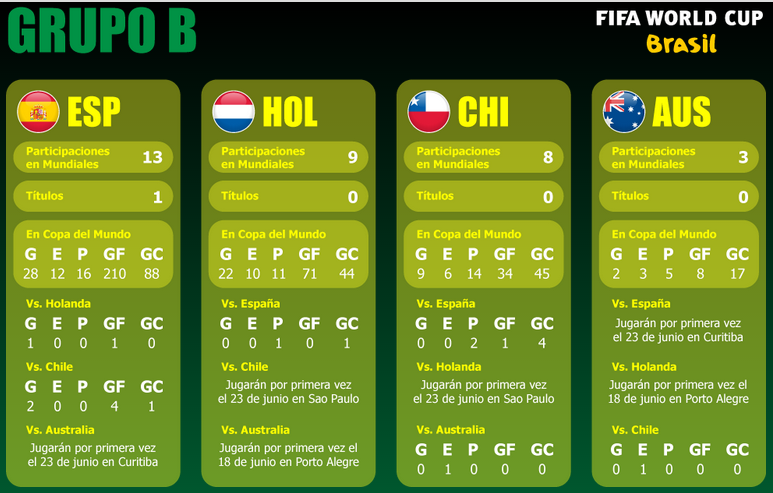 GRUPO B
FIFA WORLD CUP
Brasil
ESP
Participaciones
en Mundiales 13
Títulos 1
En Copa del Mundo
G E P GF GC
28 12 16 210 88
Vs. Holanda
G E P GF GC
1 0 0 1 0
Vs. Chile
G E P GF GC
2 0 0 4 1
Vs. Australia
Jugarán por primera vez
el 23 de junio en Curitiba
HOL
Participaciones
en Mundiales 9
Títulos 0
En Copa del Mundo
G E P GF GC
22 10 11 71 44
Vs. España
G E P GF GC
0 0 1 0 1
Vs. Chile
Jugarán por primera vez
el 23 de junio en Sao Paulo
Vs. Australia
Jugarán por primera vez el
18 de junio en Porto Alegre
CHI
Participaciones
en Mundiales 8
Títulos 0
En Copa del Mundo
G E P GF GC
9 6 14 34 45
Vs. España
G E P GF GC
0 0 2 1 4
Vs. Holanda
Jugarán por primera vez
el 23 de junio en Sao Paulo
Vs. Australia
G E P GF GC
0 1 0 0 0
AUS
Participaciones
en Mundiales 3
Títulos 0
En Copa del Mundo
G E P GF GC
2 3 5 8 17
Vs. España
Jugarán por primera vez
el 23 de junio en Curitiba
Vs. Holanda
Jugarán por primera vez el
18 de junio en Porto Alegre
Vs. Chile
G E P GF GC
0 1 0 0 0